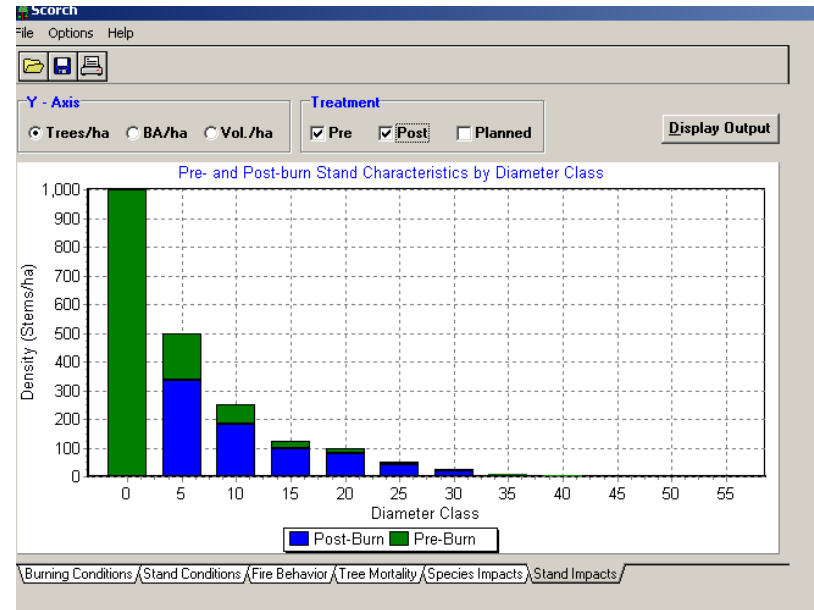 Scorch
File Options Help
Y - Axis
Trees/ha BA/ha Vol./ha
Treatment
Pre Post Planned
Display Output
Pre- and Post-burn Stand Characteristics by Diameter Class
Density (Stems/ha)
1,000
900
800
700
600
500
400
300
200
100
0
0 5 10 15 20 25 30 35 40 45 50 55
Diameter Class
Post-Burn Pre-Burn
Burning Conditions Stand Conditions Fire Behavior Tree Mortality Species Impacts Stand Impacts